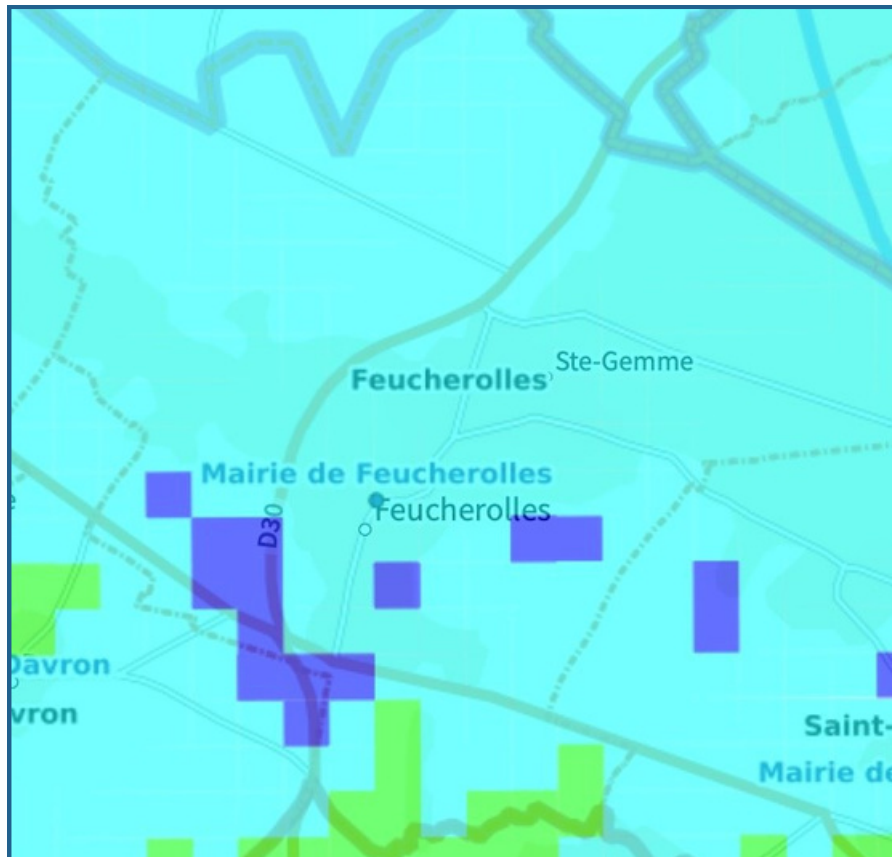 Ste-Gemme
Feucherolles
Mairie de Feucherolles
Feucherolles
D30
Davron
vron
Saint-
Mairie de